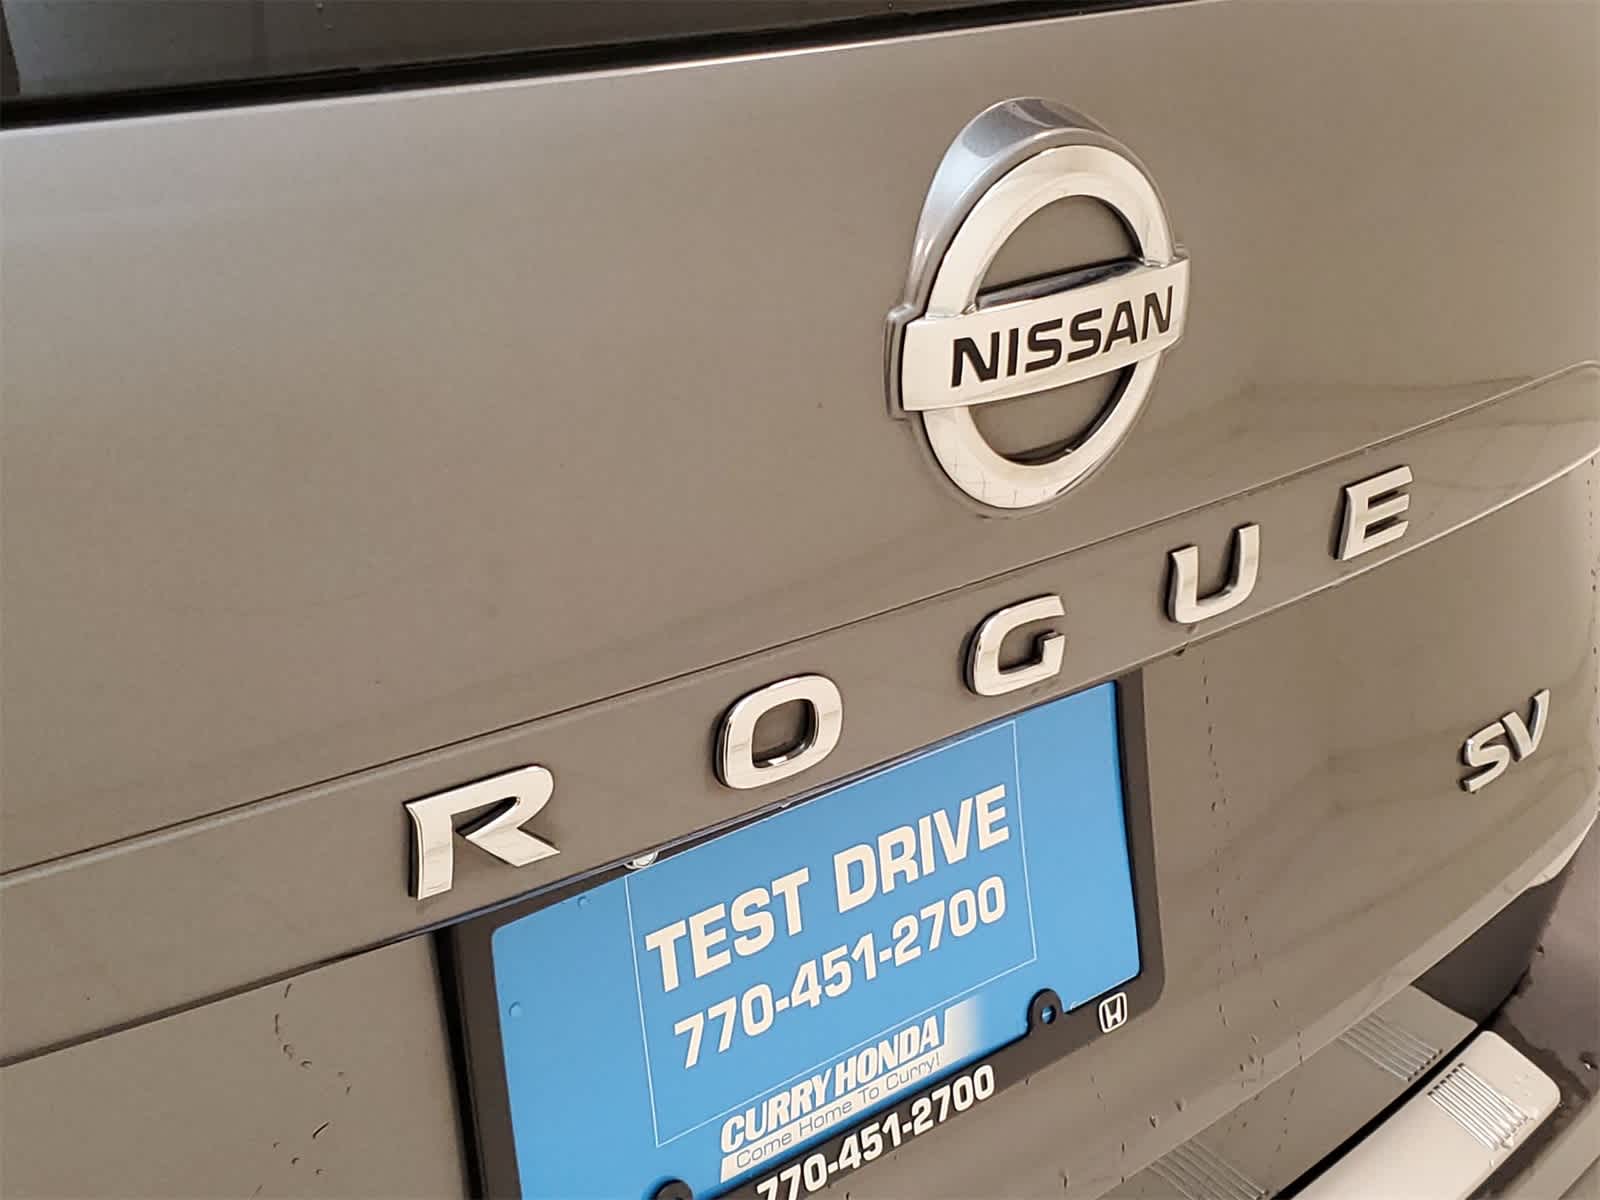 NISSAN
ROGUE
SV
TEST DRIVE
770-451-2700
CURRY HONDA
Come Home To Curry!
770-451-2700